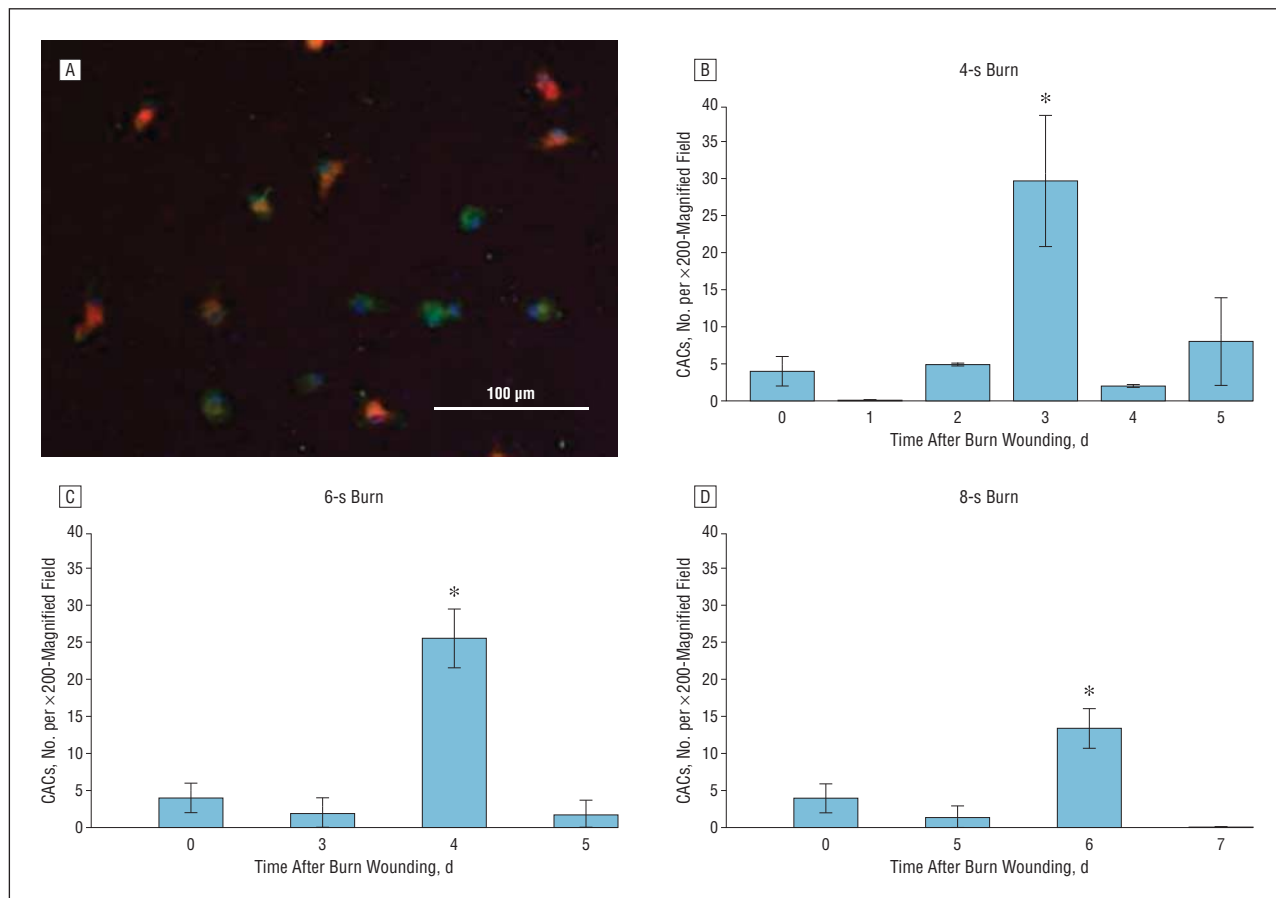 A
100 µm
B
4-s Burn
CACs, No. per ×200-Magnified Field
40
35
30
25
20
15
10
5
0
*
0 1 2 3 4 5
Time After Burn Wounding, d
C
6-s Burn
CACs, No. per ×200-Magnified Field
40
35
30
25
20
15
10
5
0
*
0 3 4 5
Time After Burn Wounding, d
D
8-s Burn
CACs, No. per ×200-Magnified Field
40
35
30
25
20
15
10
5
0
*
0 5 6 7
Time After Burn Wounding, d